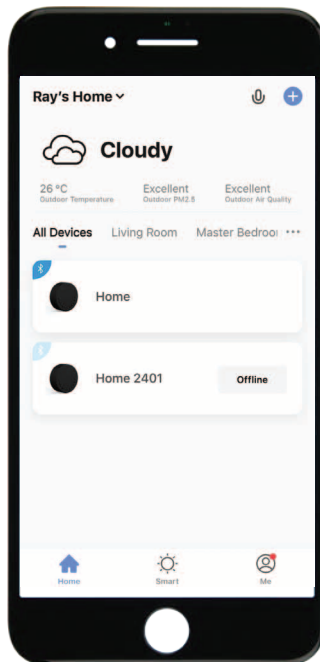 Ray's Home
Cloudy
26 °C
Outdoor Temperature
Excellent
Outdoor PM2.5
Excellent
Outdoor Air Quality
All Devices
Living Room
Master Bedroo
Home
Home 2401
Offline
Home
Smart
Me